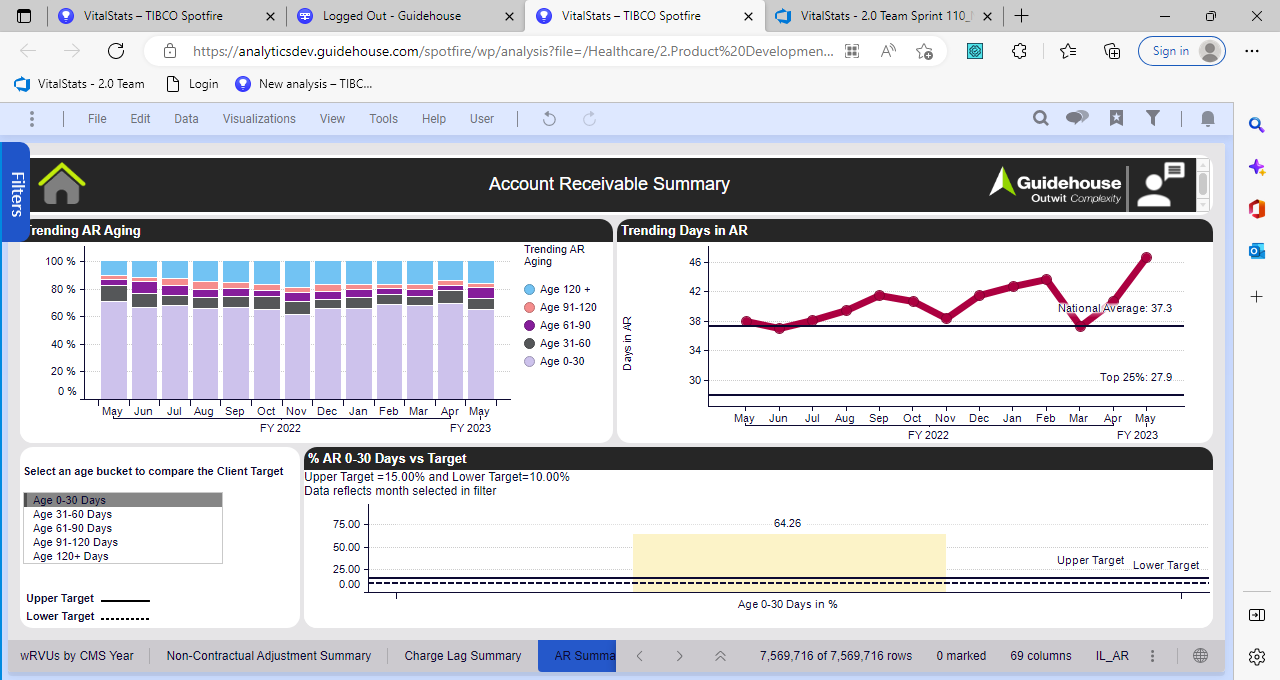 VitalStats – TIBCO Spotfire
Logged Out - Guidehouse
VitalStats – TIBCO Spotfire
VitalStats - 2.0 Team Sprint 110_
https://analyticsdev.guidehouse.com/spotfire/wp/analysis?file=/Healthcare/2.Product%20Developmen...
Sign in
VitalStats - 2.0 Team
Login
New analysis – TIBC...
File Edit Data Visualizations View Tools Help User
Filters
Account Receivable Summary
Guidehouse
Outwit Complexity
Trending AR Aging
100 %
80 %
60 %
40 %
20 %
0 %
May Jun Jul Aug Sep Oct Nov Dec Jan Feb Mar Apr May
FY 2022 FY 2023
Trending AR
Aging
Age 120 +
Age 91-120
Age 61-90
Age 31-60
Age 0-30
Trending Days in AR
Days in AR
46
42
38
34
30
National Average: 37.3
Top 25%: 27.9
May Jun Jul Aug Sep Oct Nov Dec Jan Feb Mar Apr May
FY 2022 FY 2023
Select an age bucket to compare the Client Target
Age 0-30 Days
Age 31-60 Days
Age 61-90 Days
Age 91-120 Days
Age 120+ Days
Upper Target
Lower Target
% AR 0-30 Days vs Target
Upper Target =15.00% and Lower Target=10.00%
Data reflects month selected in filter
75.00
50.00
25.00
0.00
64.26
Upper Target
Lower Target
Age 0-30 Days in %
wRVUs by CMS Year Non-Contractual Adjustment Summary Charge Lag Summary AR Summa 7,569,716 of 7,569,716 rows 0 marked 69 columns IL_AR